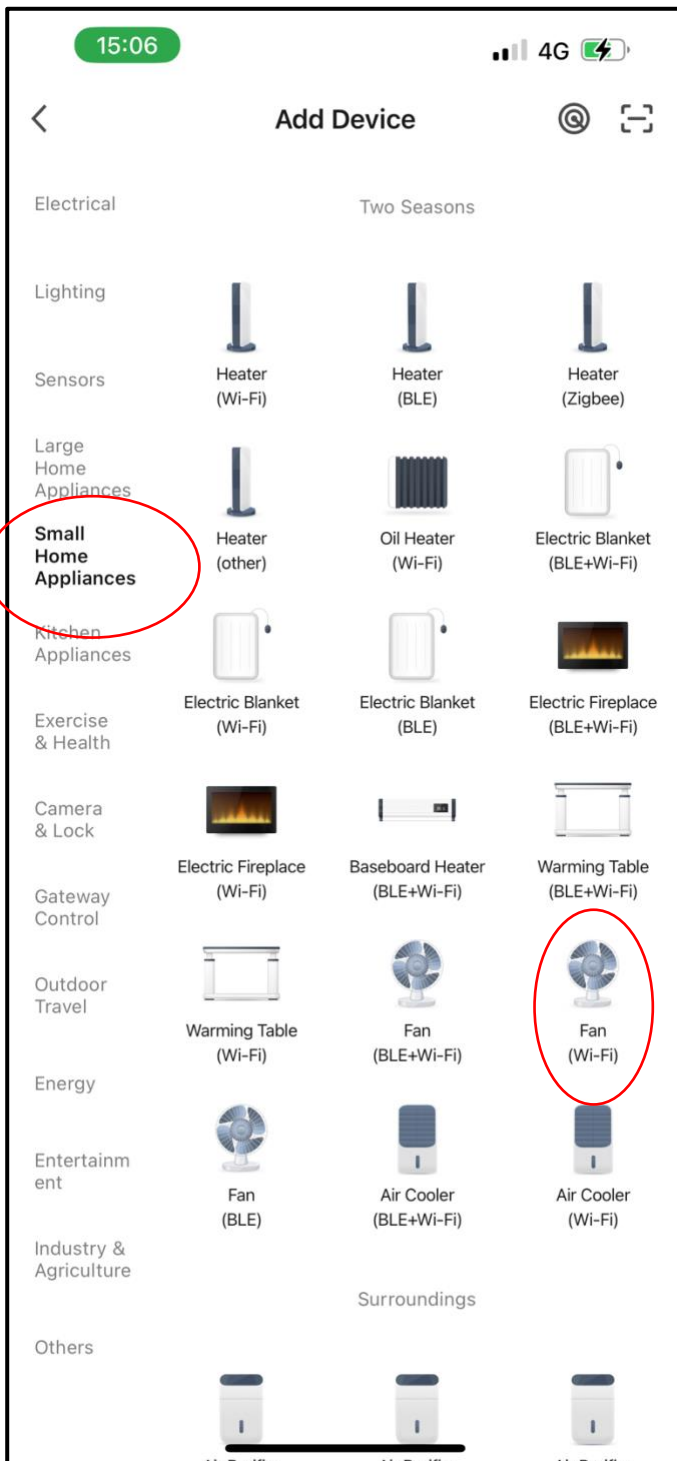 15:06
4G
Add Device
Electrical
Lighting
Sensors
Large
Home
Appliances
Small
Home
Appliances
Kitchen
Appliances
Exercise
& Health
Camera
& Lock
Gateway
Control
Outdoor
Travel
Energy
Entertainm
ent
Industry &
Agriculture
Others
Two Seasons
Heater
(Wi-Fi)
Heater
(BLE)
Heater
(Zigbee)
Heater
(other)
Oil Heater
(Wi-Fi)
Electric Blanket
(BLE+Wi-Fi)
Electric Blanket
(Wi-Fi)
Electric Blanket
(BLE)
Electric Fireplace
(BLE+Wi-Fi)
Electric Fireplace
(Wi-Fi)
Baseboard Heater
(BLE+Wi-Fi)
Warming Table
(BLE+Wi-Fi)
Warming Table
(Wi-Fi)
Fan
(BLE+Wi-Fi)
Fan
(Wi-Fi)
Fan
(BLE)
Air Cooler
(BLE+Wi-Fi)
Air Cooler
(Wi-Fi)
Surroundings